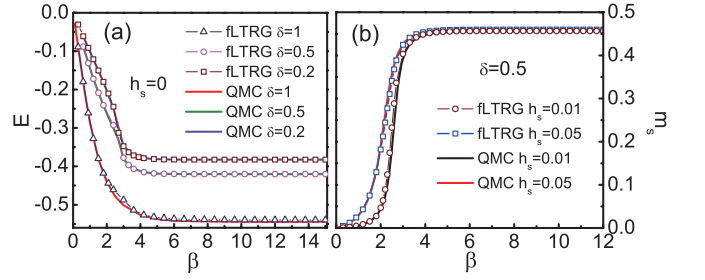 (a)
fLTRG δ=1
fLTRG δ=0.5
fLTRG δ=0.2
h_s=0
QMC δ=1
QMC δ=0.5
QMC δ=0.2
0.0
-0.1
-0.2
-0.3
-0.4
-0.5
E
0 2 4 6 8 10 12 14
β
(b)
δ=0.5
fLTRG h_s=0.01
fLTRG h_s=0.05
QMC h_s=0.01
QMC h_s=0.05
0.5
0.4
0.3
0.2
0.1
0.0
m_s
0 2 4 6 8 10 12
β